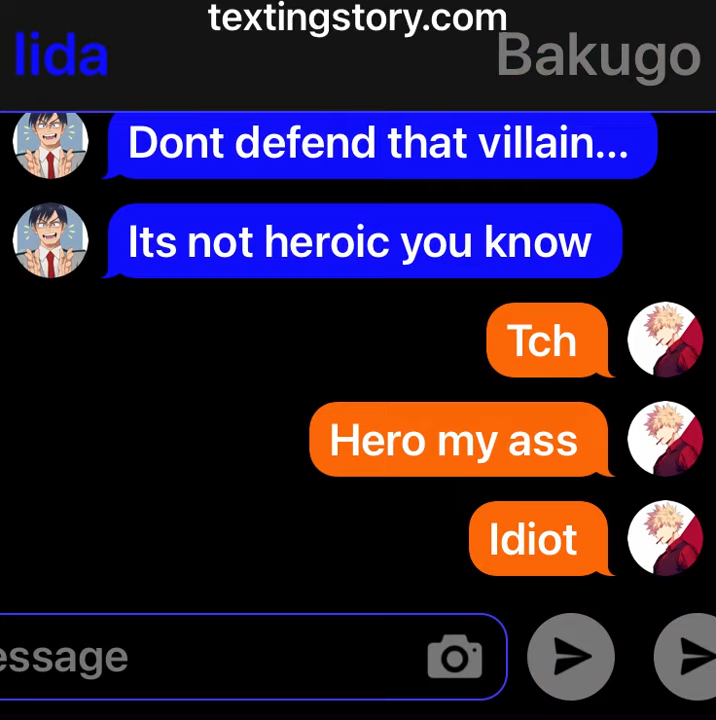 textingstory.com
Iida
Bakugo
Dont defend that villain...
Its not heroic you know
Tch
Hero my ass
Idiot
essage